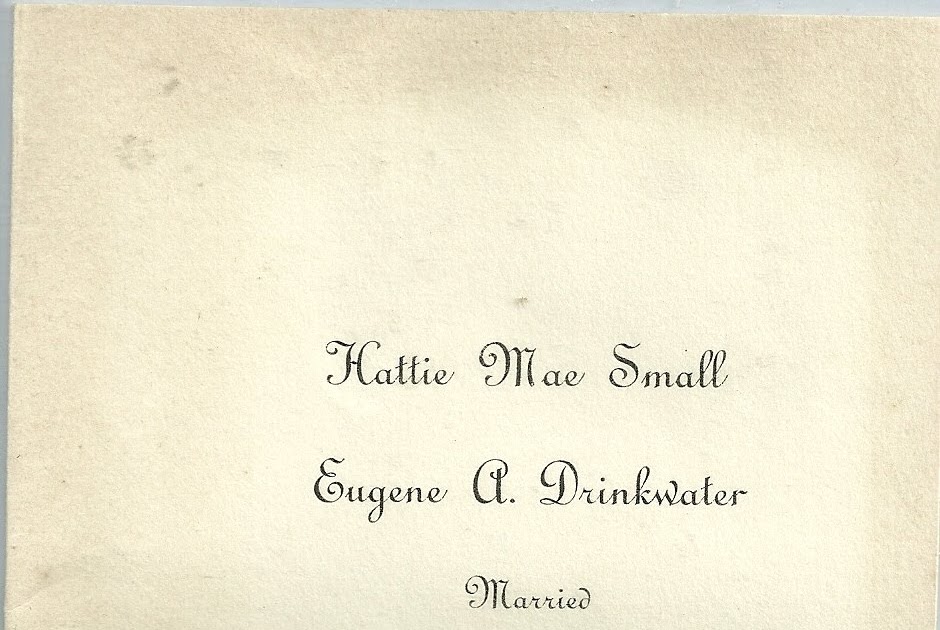 Hattie Mae Small
Eugene A. Drinkwater
Married